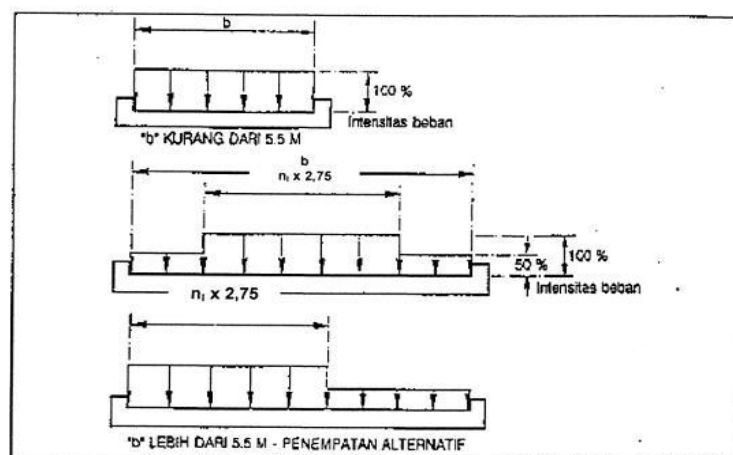 b
100 %
Intensitas beban
"b" KURANG DARI 5.5 M
b
n₁ x 2,75
50 %
100 %
Intensitas beban
n₁ x 2,75
"b" LEBIH DARI 5.5 M - PENEMPATAN ALTERNATIF